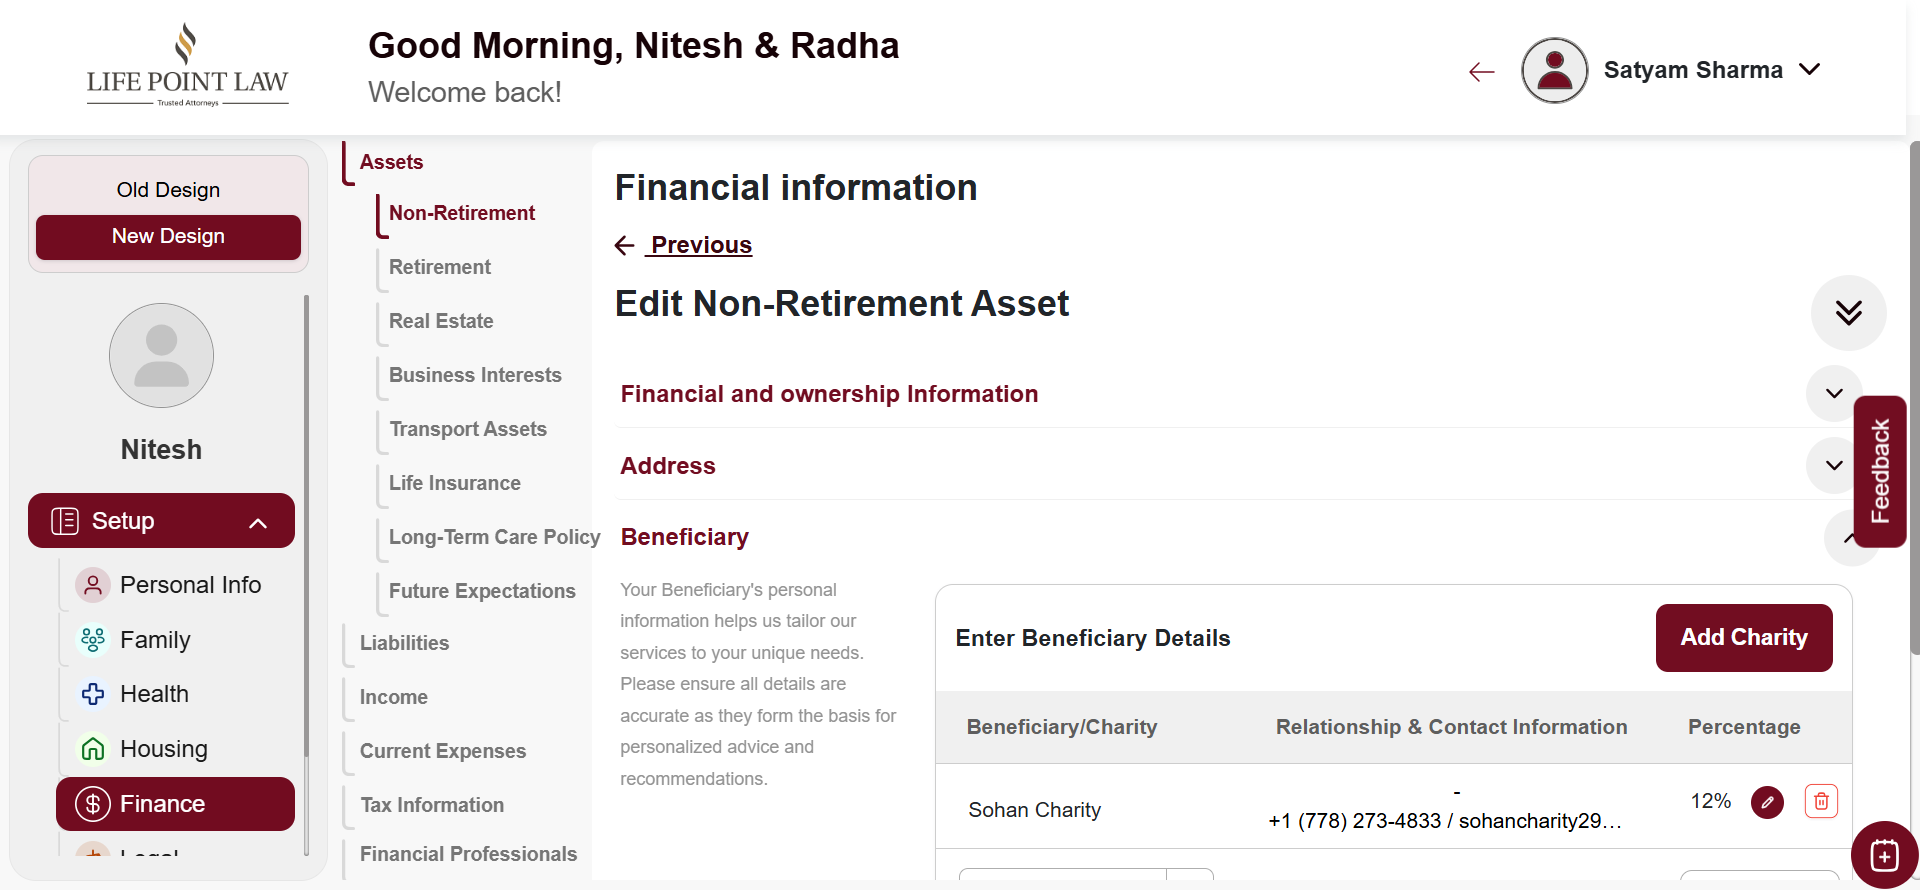 LIFE POINT LAW
Trusted Attorneys
Good Morning, Nitesh & Radha
Welcome back!
Satyam Sharma
Old Design
New Design
Nitesh
Setup
Personal Info
Family
Health
Housing
Finance
Assets
Non-Retirement
Retirement
Real Estate
Business Interests
Transport Assets
Life Insurance
Long-Term Care Policy
Future Expectations
Liabilities
Income
Current Expenses
Tax Information
Financial Professionals
Financial information
Previous
Edit Non-Retirement Asset
Financial and ownership Information
Address
Beneficiary
Your Beneficiary's personal
information helps us tailor our
services to your unique needs.
Please ensure all details are
accurate as they form the basis for
personalized advice and
recommendations.
Enter Beneficiary Details
Add Charity
Beneficiary/Charity Relationship & Contact Information Percentage
-
Sohan Charity +1 (778) 273-4833 / sohancharity29… 12%
Feedback